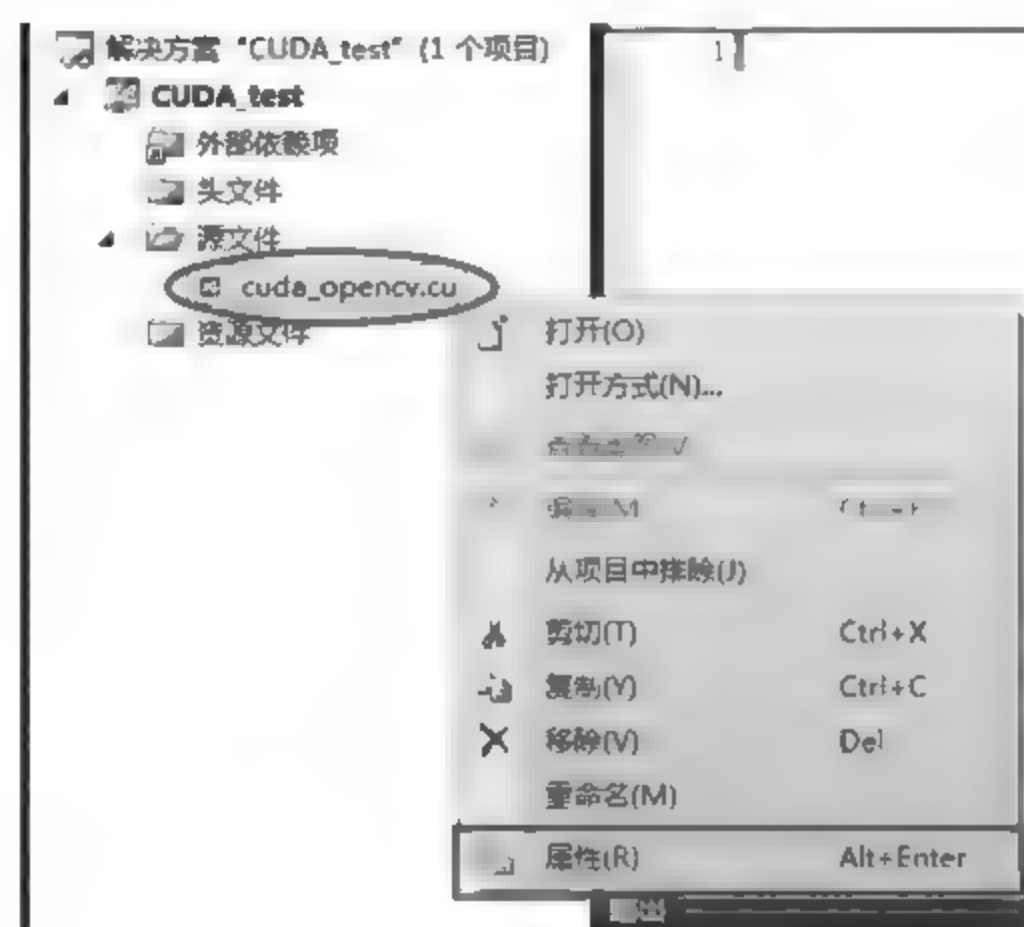 解决方案 "CUDA_test" (1 个项目)
CUDA_test
外部依赖项
头文件
源文件
cuda_opencv.cu
资源文件
1
打开(O)
打开方式(N)...
从项目中排除(J)
剪切(T) Ctrl+X
复制(Y) Ctrl+C
移除(V) Del
重命名(M)
属性(R) Alt+Enter
输出